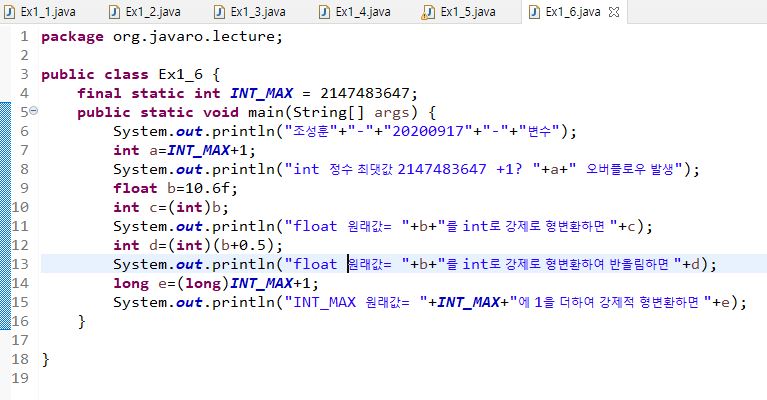 Ex1_1.java Ex1_2.java Ex1_3.java Ex1_4.java Ex1_5.java Ex1_6.java
1 package org.javaro.lecture;
2
3 public class Ex1_6 {
4 final static int INT_MAX = 2147483647;
5 public static void main(String[] args) {
6 System.out.println("조성훈"+"-"+"20200917"+"-"+"변수");
7 int a=INT_MAX+1;
8 System.out.println("int 정수 최댓값 2147483647 +1? "+a+" 오버플로우 발생");
9 float b=10.6f;
10 int c=(int)b;
11 System.out.println("float 원래값= "+b+"를 int로 강제로 형변환하면 "+c);
12 int d=(int)(b+0.5);
13 System.out.println("float 원래값= "+b+"를 int로 강제로 형변환하여 반올림하면 "+d);
14 long e=(long)INT_MAX+1;
15 System.out.println("INT_MAX 원래값= "+INT_MAX+"에 1을 더하여 강제적 형변환하면 "+e);
16 }
17
18 }
19